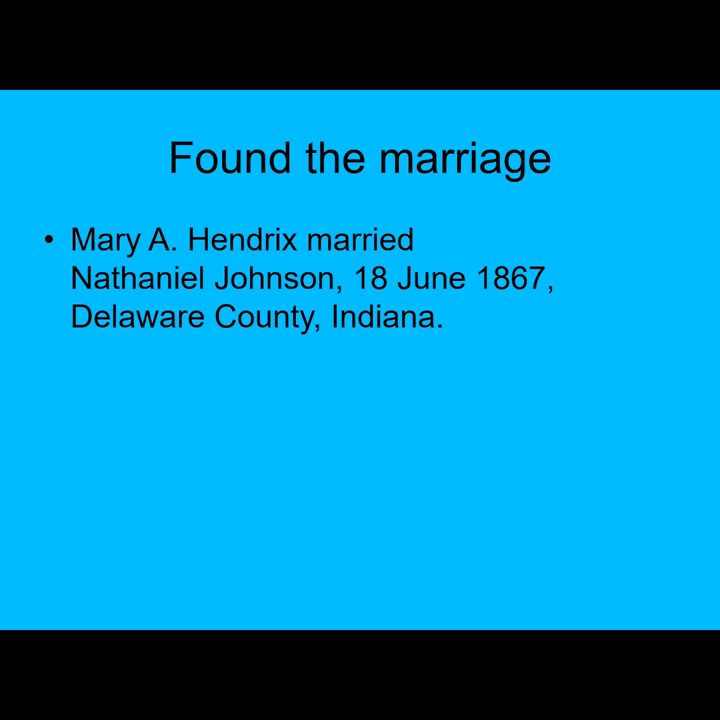 Found the marriage
• Mary A. Hendrix married
Nathaniel Johnson, 18 June 1867,
Delaware County, Indiana.